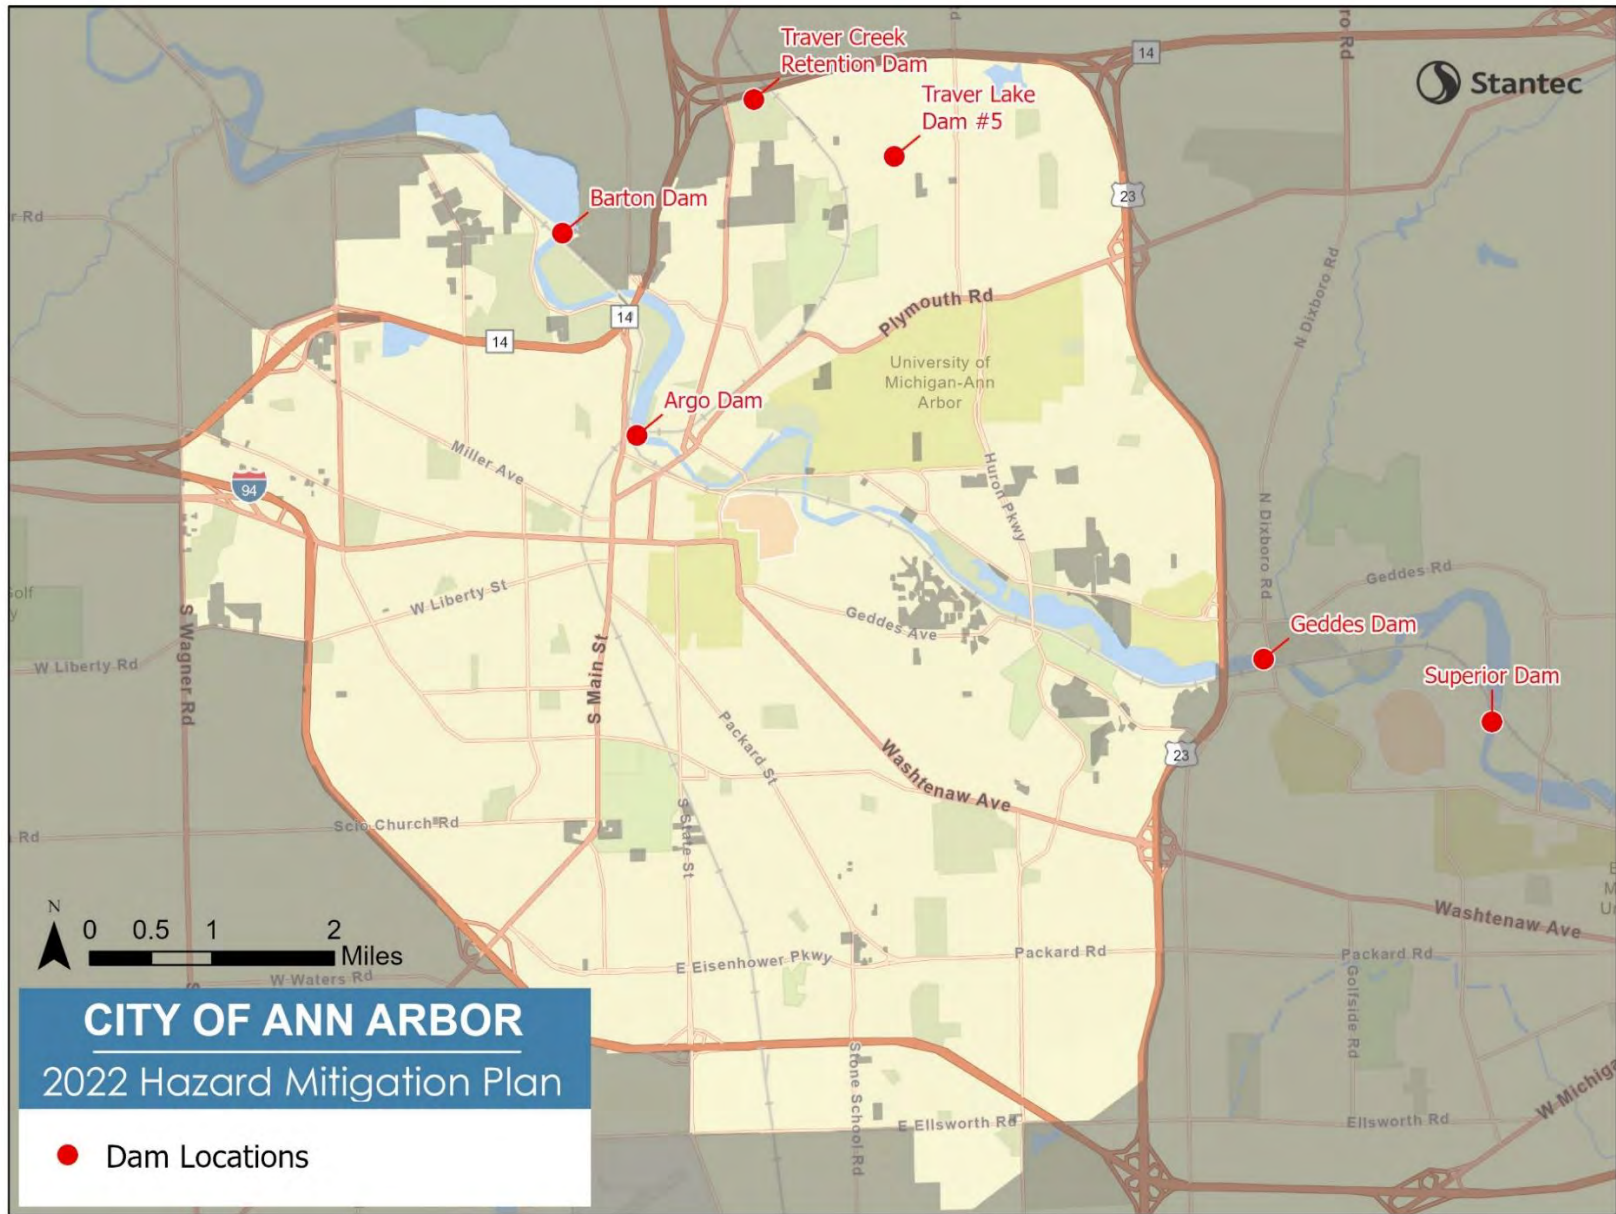 Traver Creek
Retention Dam
14
Stantec
Traver Lake
Dam #5
23
Barton Dam
r Rd
N Dixboro Rd
14
14
Plymouth Rd
University of
Michigan-Ann
Arbor
Argo Dam
Miller Ave
94
Huron Pkwy
N Dixboro Rd
Geddes Rd
W Liberty St
Geddes Ave
Geddes Dam
W Liberty Rd
S Wagner Rd
S Main St
Superior Dam
Packard St
23
Washtenaw Ave
Scio Church Rd
Rd
S State St
Washtenaw Ave
N
0 0.5 1 2
Miles
E Eisenhower Pkwy
Packard Rd
Packard Rd
W Waters Rd
Golfside Rd
CITY OF ANN ARBOR
2022 Hazard Mitigation Plan
Stone School Rd
E Ellsworth Rd
Ellsworth Rd
W Michiga
Dam Locations